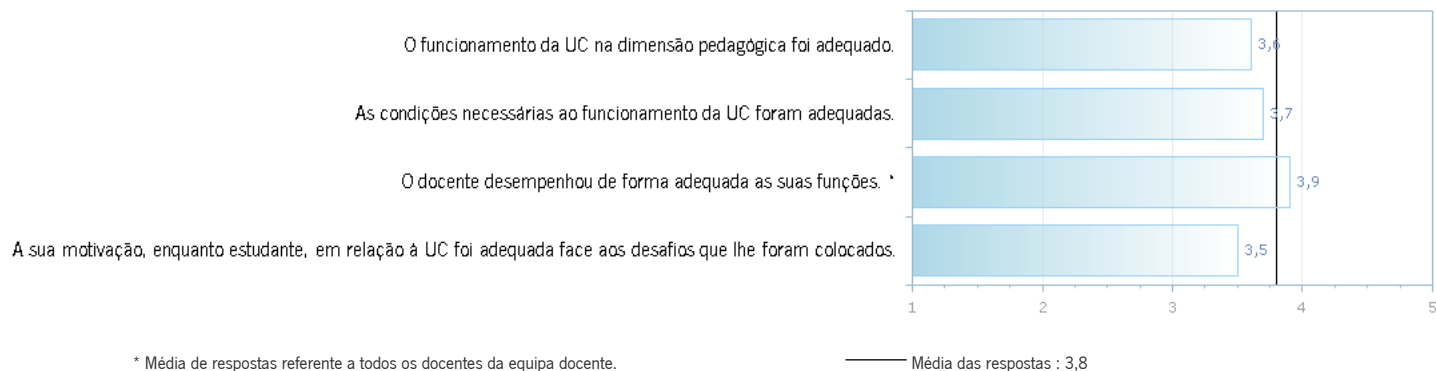 O funcionamento da UC na dimensão pedagógica foi adequado.
3,6
As condições necessárias ao funcionamento da UC foram adequadas.
3,7
O docente desempenhou de forma adequada as suas funções. *
3,9
A sua motivação, enquanto estudante, em relação à UC foi adequada face aos desafios que lhe foram colocados.
3,5
1 2 3 4 5
* Média de respostas referente a todos os docentes da equipa docente.
Média das respostas : 3,8